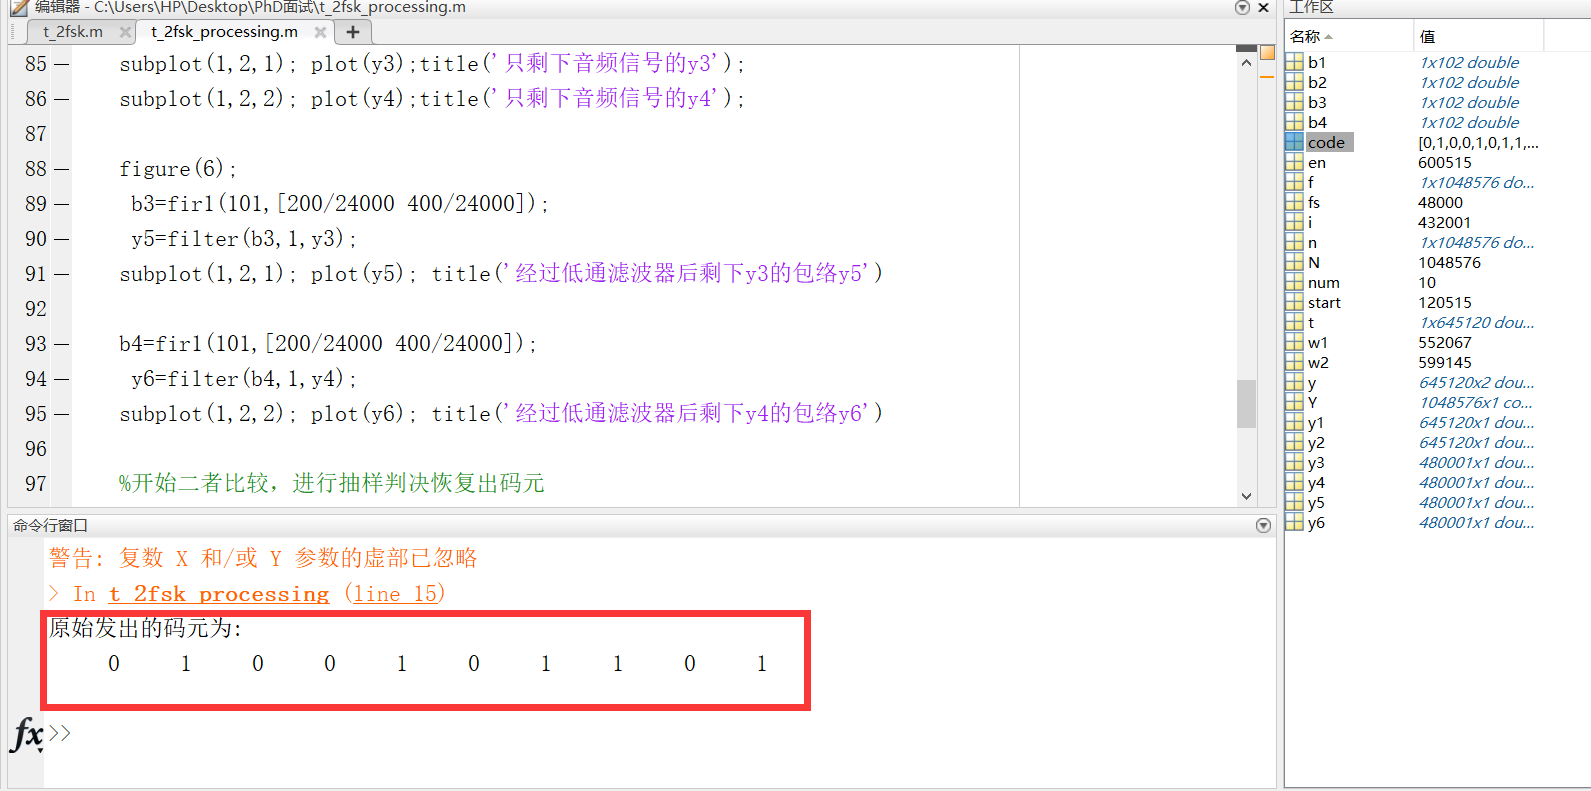 编辑器 - C:\Users\HP\Desktop\PhD面试\t_2fsk_processing.m
t_2fsk.m
t_2fsk_processing.m
85 — subplot(1,2,1); plot(y3);title('只剩下音频信号的y3');
86 — subplot(1,2,2); plot(y4);title('只剩下音频信号的y4');
87
88 — figure(6);
89 — b3=fir1(101,[200/24000 400/24000]);
90 — y5=filter(b3,1,y3);
91 — subplot(1,2,1); plot(y5); title('经过低通滤波器后剩下y3的包络y5')
92
93 — b4=fir1(101,[200/24000 400/24000]);
94 — y6=filter(b4,1,y4);
95 — subplot(1,2,2); plot(y6); title('经过低通滤波器后剩下y4的包络y6')
96
97 %开始二者比较，进行抽样判决恢复出码元
命令行窗口
警告: 复数 X 和/或 Y 参数的虚部已忽略
> In t_2fsk_processing (line 15)
原始发出的码元为:
0 1 0 0 1 0 1 1 0 1
fx >>
工作区
名称 值
b1 1x102 double
b2 1x102 double
b3 1x102 double
b4 1x102 double
code [0,1,0,0,1,0,1,1,...
en 600515
f 1x1048576 do...
fs 48000
i 432001
n 1x1048576 do...
N 1048576
num 10
start 120515
t 1x645120 dou...
w1 552067
w2 599145
y 645120x2 dou...
Y 1048576x1 co...
y1 645120x1 dou...
y2 645120x1 dou...
y3 480001x1 dou...
y4 480001x1 dou...
y5 480001x1 dou...
y6 480001x1 dou...